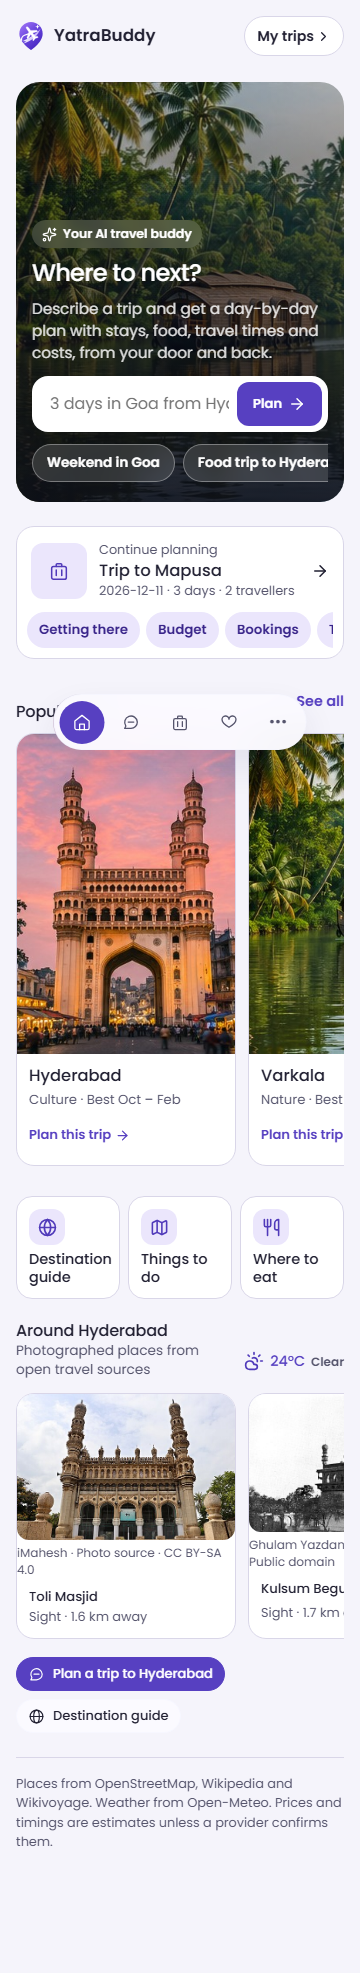 YatraBuddy
My trips
Your AI travel buddy
Where to next?
Describe a trip and get a day-by-day
plan with stays, food, travel times and
costs, from your door and back.
3 days in Goa from Hyd
Plan
Weekend in Goa
Food trip to Hydera
Continue planning
Trip to Mapusa
2026-12-11 · 3 days · 2 travellers
Getting there
Budget
Bookings
Popu
See all
Hyderabad
Culture · Best Oct – Feb
Plan this trip
Varkala
Nature · Best
Plan this trip
Destination
guide
Things to
do
Where to
eat
Around Hyderabad
Photographed places from
open travel sources
24°C Clear
iMahesh · Photo source · CC BY-SA
4.0
Toli Masjid
Sight · 1.6 km away
Ghulam Yazdan
Public domain
Kulsum Begu
Sight · 1.7 km
Plan a trip to Hyderabad
Destination guide
Places from OpenStreetMap, Wikipedia and
Wikivoyage. Weather from Open-Meteo. Prices and
timings are estimates unless a provider confirms
them.